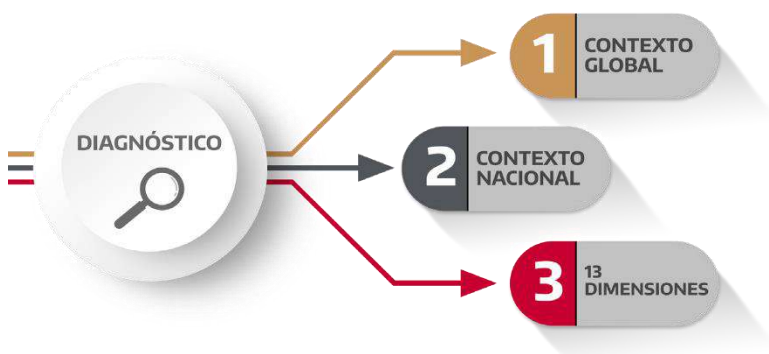 DIAGNÓSTICO
1
CONTEXTO
GLOBAL
2
CONTEXTO
NACIONAL
3
13
DIMENSIONES